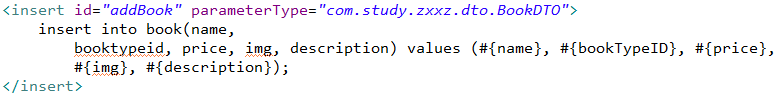 <insert id="addBook" parameterType="com.study.zxxz.dto.BookDTO">
insert into book(name,
booktypeid, price, img, description) values (#{name}, #{bookTypeID}, #{price},
#{img}, #{description});
</insert>